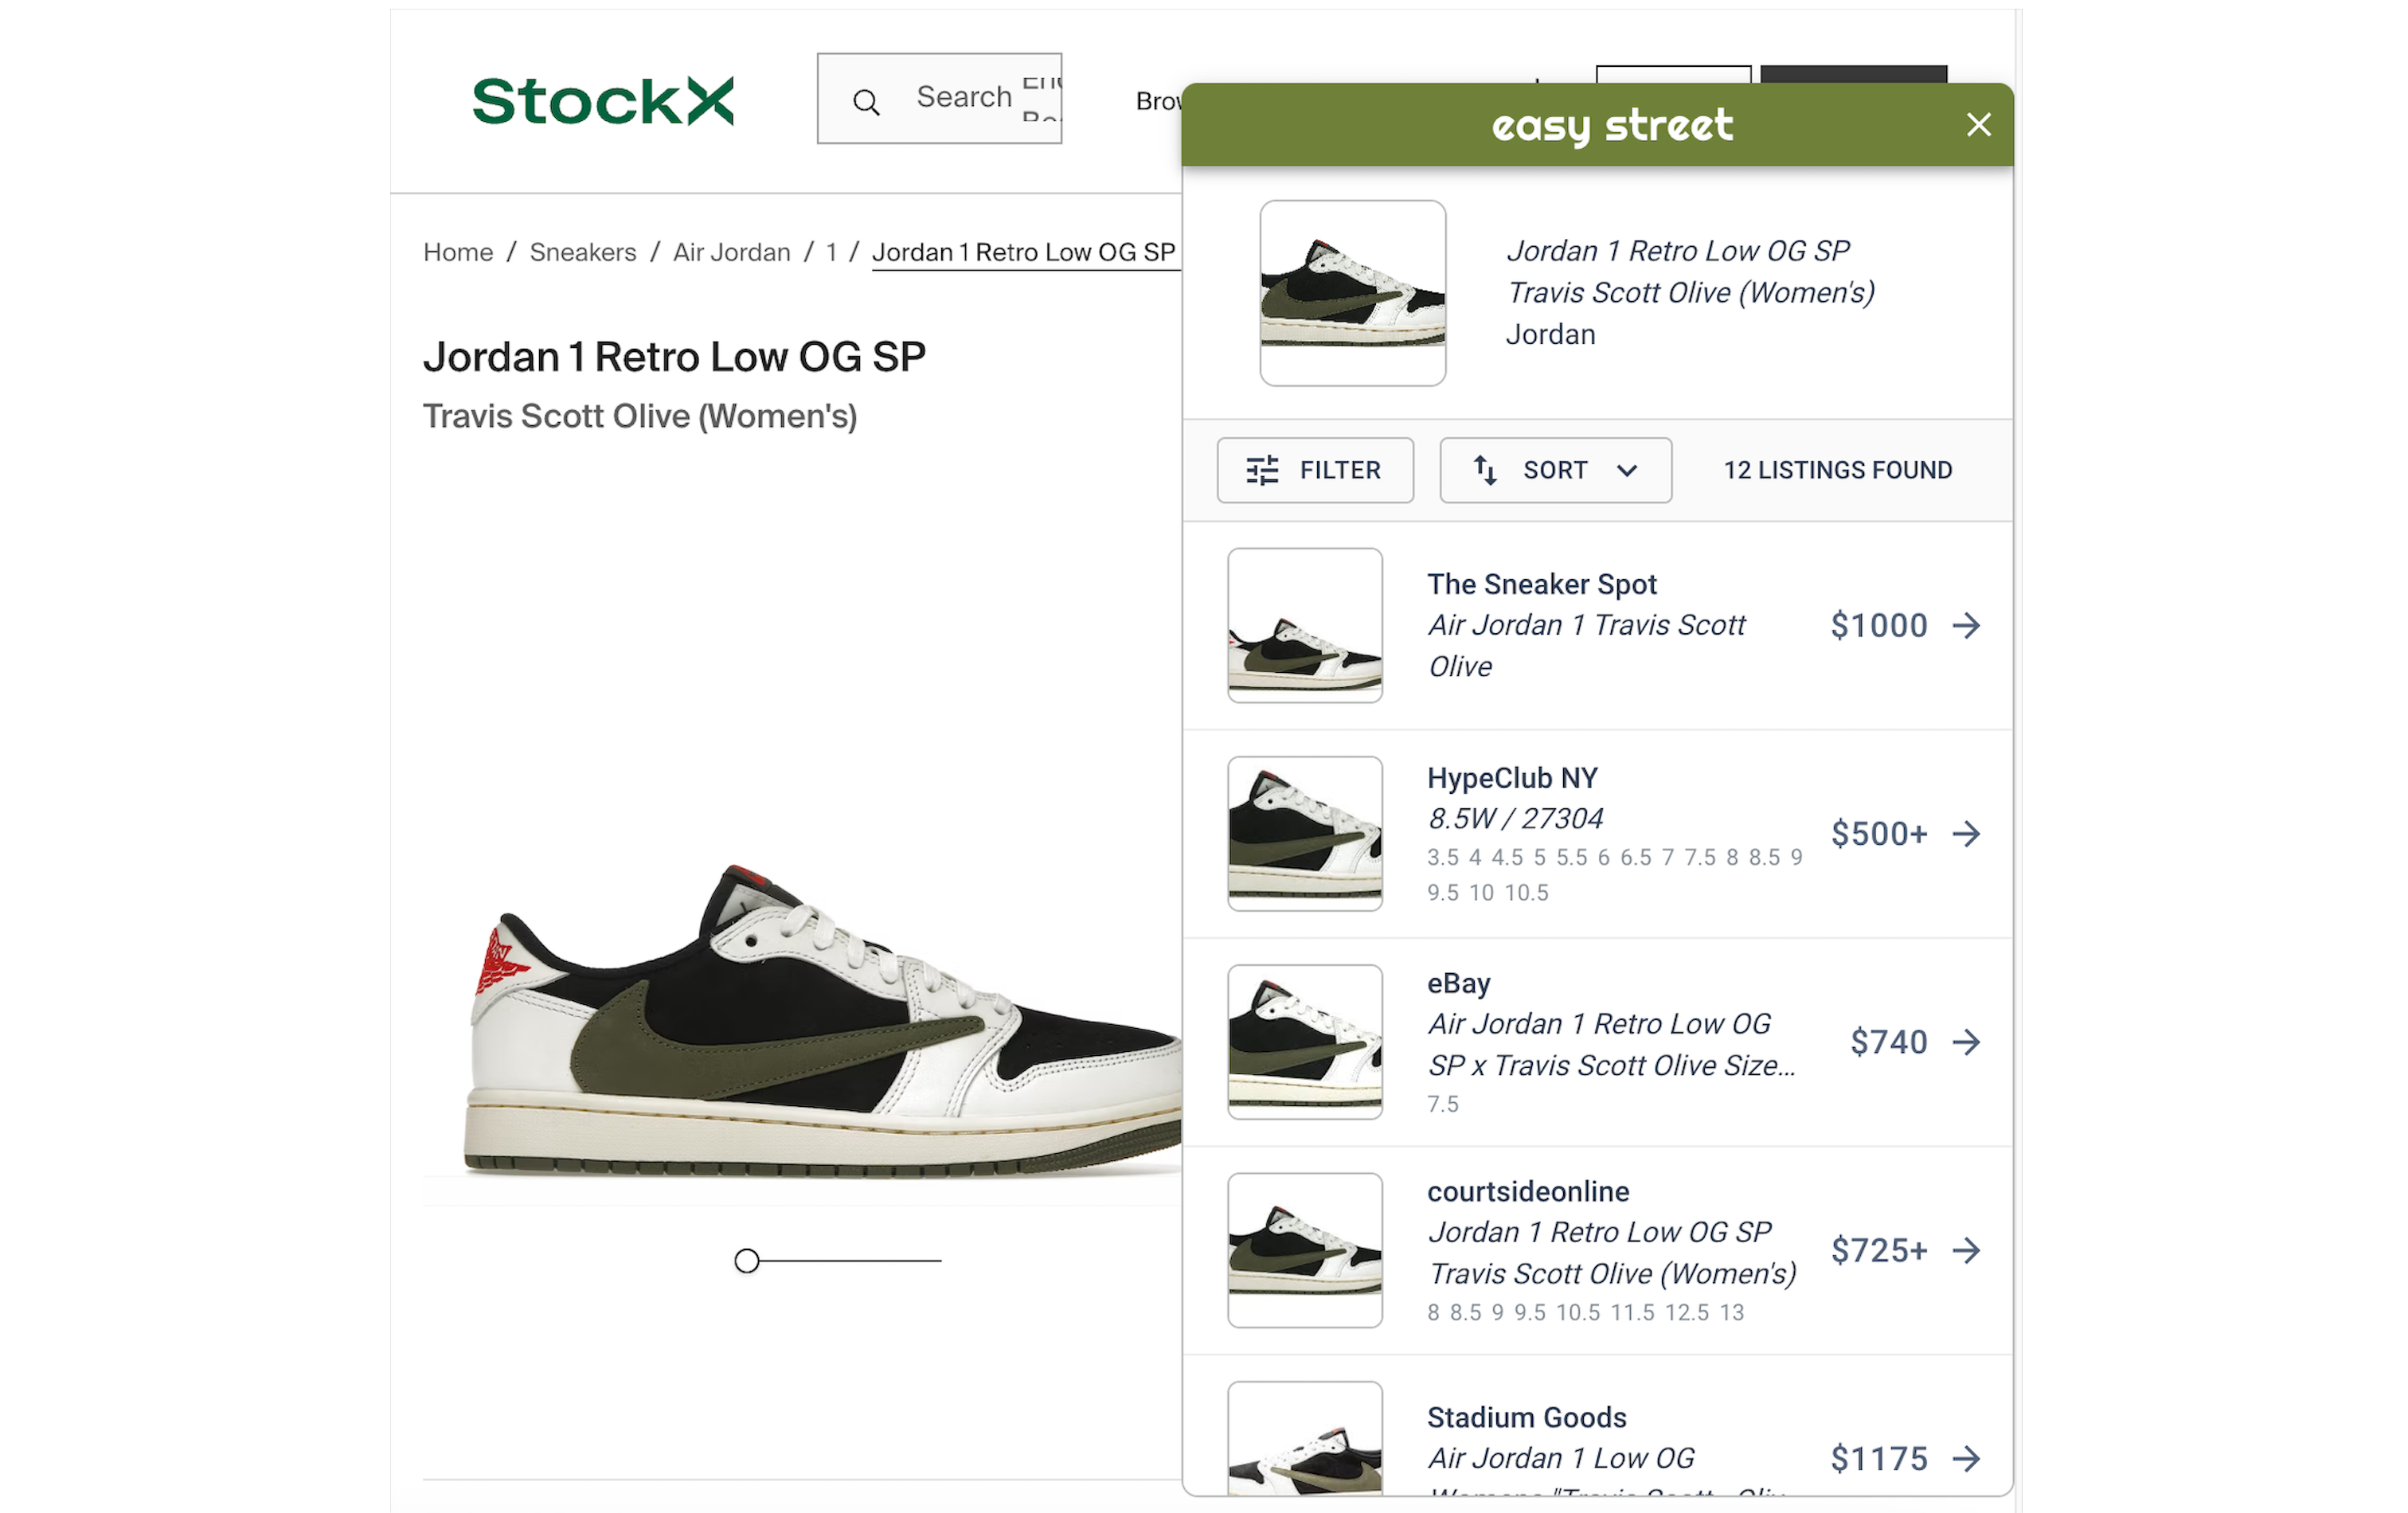 StockX
Search
Home / Sneakers / Air Jordan / 1 / Jordan 1 Retro Low OG SP
Jordan 1 Retro Low OG SP
Travis Scott Olive (Women's)
easy street
Jordan 1 Retro Low OG SP
Travis Scott Olive (Women's)
Jordan
FILTER
SORT
12 LISTINGS FOUND
The Sneaker Spot
Air Jordan 1 Travis Scott
Olive
$1000
HypeClub NY
8.5W / 27304
3.5 4 4.5 5 5.5 6 6.5 7 7.5 8 8.5 9
9.5 10 10.5
$500+
eBay
Air Jordan 1 Retro Low OG
SP x Travis Scott Olive Size...
7.5
$740
courtsideonline
Jordan 1 Retro Low OG SP
Travis Scott Olive (Women's)
8 8.5 9 9.5 10.5 11.5 12.5 13
$725+
Stadium Goods
Air Jordan 1 Low OG
$1175